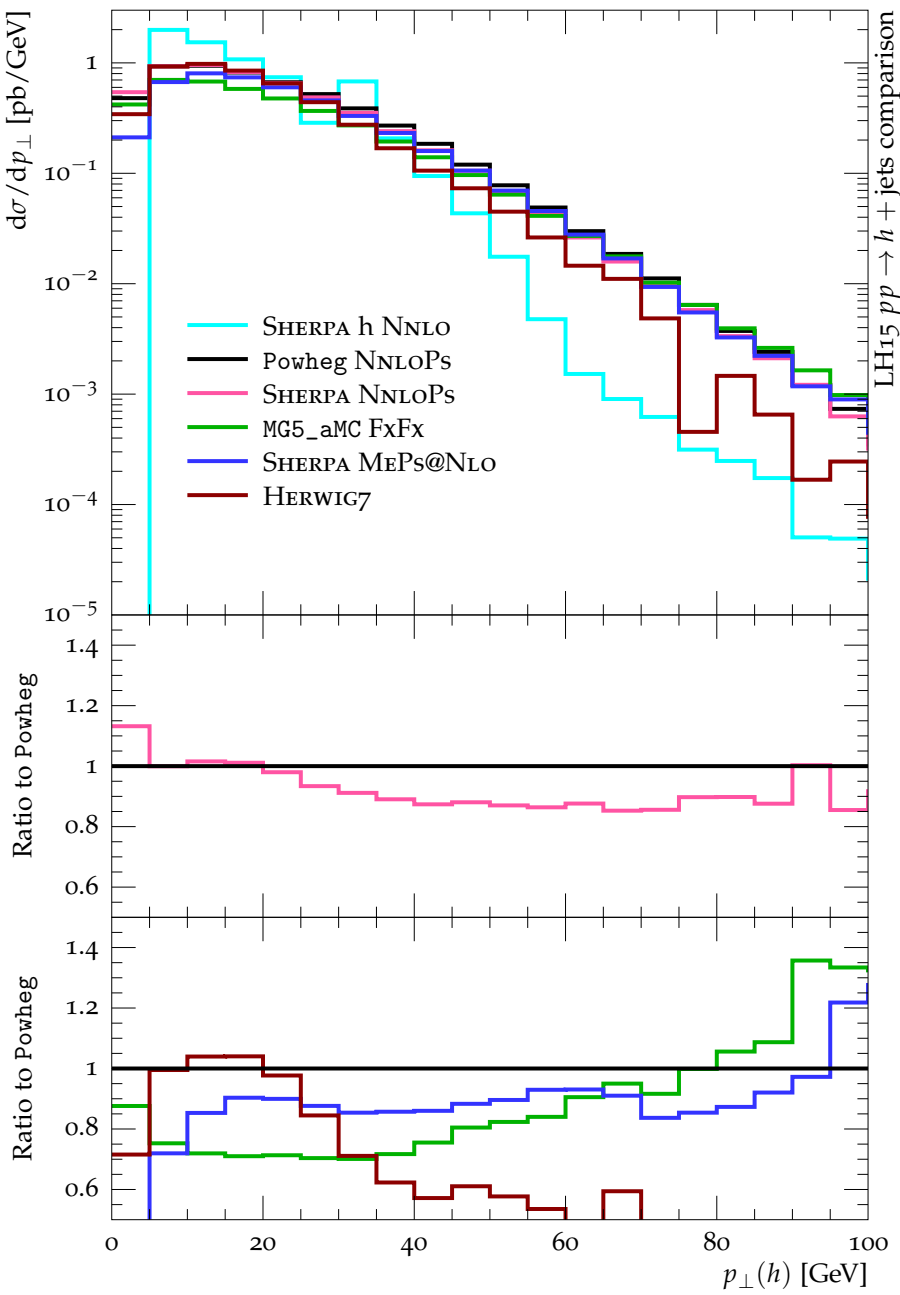 LH15 pp → h + jets comparison
dσ/dp⊥ [pb/GeV]
1
10⁻¹
10⁻²
10⁻³
10⁻⁴
10⁻⁵
SHERPA h NNLO
Powheg NNLOPS
SHERPA NNLOPS
MG5_aMC FxFx
SHERPA MEPS@NLO
HERWIG7
Ratio to Powheg
1.4
1.2
1
0.8
0.6
Ratio to Powheg
1.4
1.2
1
0.8
0.6
0 20 40 60 80 100
p⊥(h) [GeV]